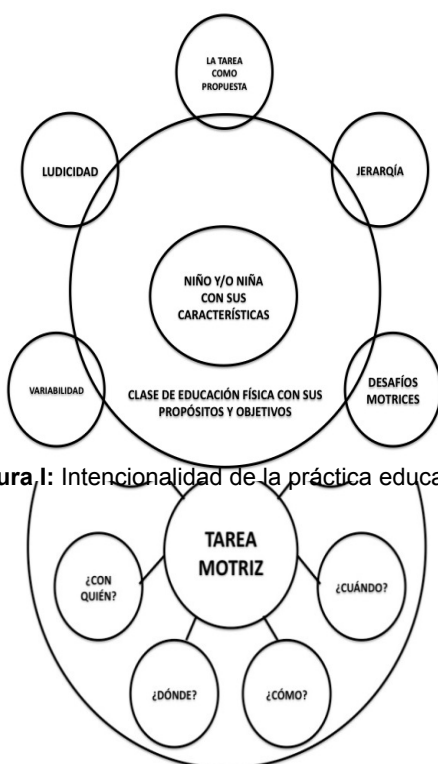 LA TAREA
COMO
PROPUESTA
LUDICIDAD
JERARQÍA
NIÑO Y/O NIÑA
CON SUS
CARACTERÍSTICAS
VARIABILIDAD
CLASE DE EDUCACIÓN FÍSICA CON SUS
PROPÓSITOS Y OBJETIVOS
DESAFÍOS
MOTRICES
ura I: Intencionalidad de la práctica educa
TAREA
MOTRIZ
¿CON
QUIÉN?
¿CUÁNDO?
¿DÓNDE?
¿CÓMO?